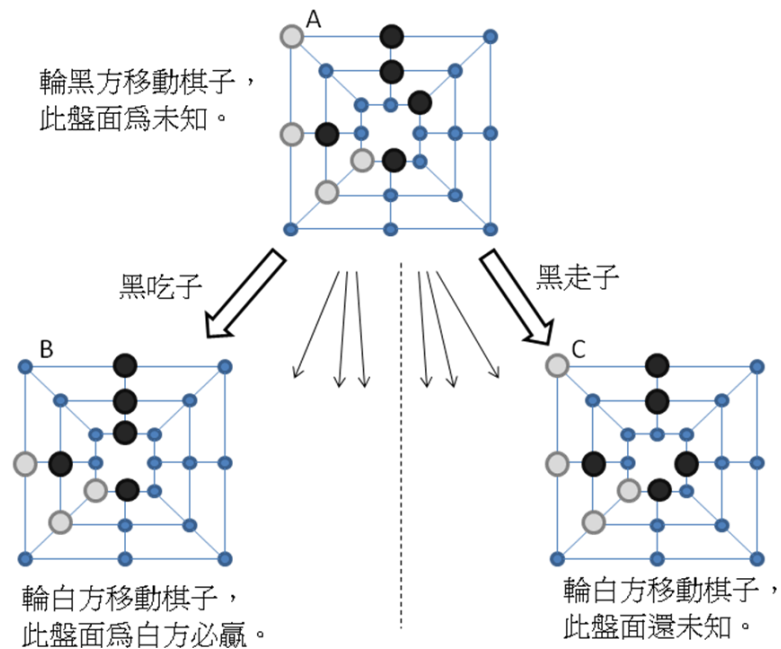 A
輪黑方移動棋子，
此盤面爲未知。
黑吃子
黑走子
B
C
輪白方移動棋子，
此盤面爲白方必贏。
輪白方移動棋子，
此盤面還未知。